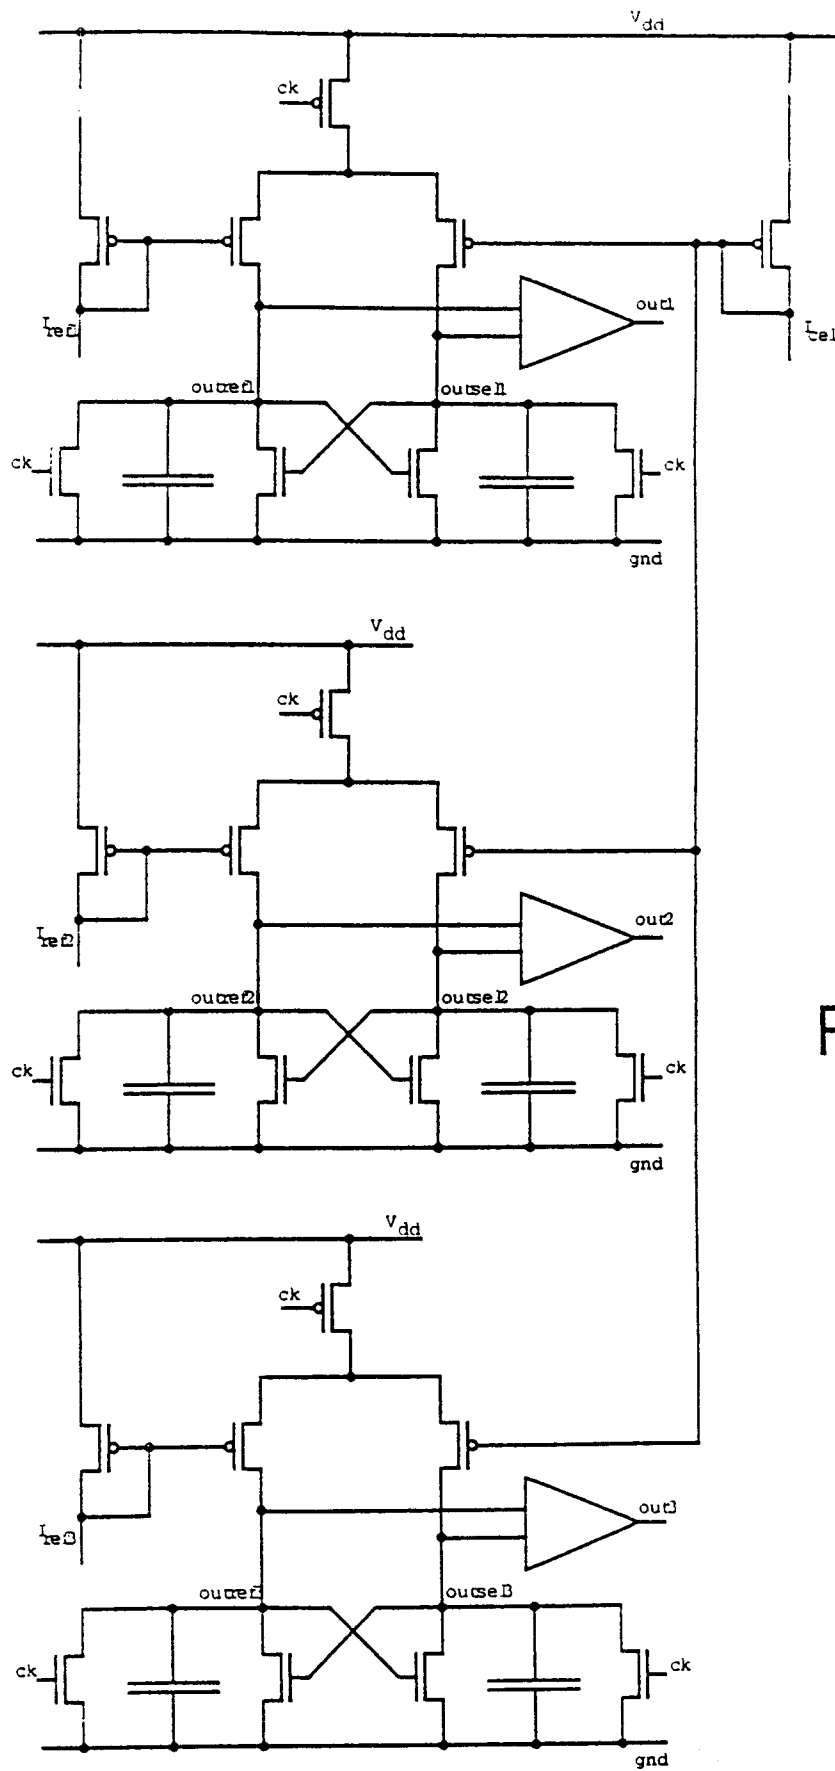 Vdd
ck
Iref1
out1
Icel
outref1
outsel1
ck
ck
gnd
Vdd
ck
Iref2
out2
outref2
outsel2
ck
ck
gnd
F
Vdd
ck
Iref3
out3
outref3
outsel3
ck
ck
gnd